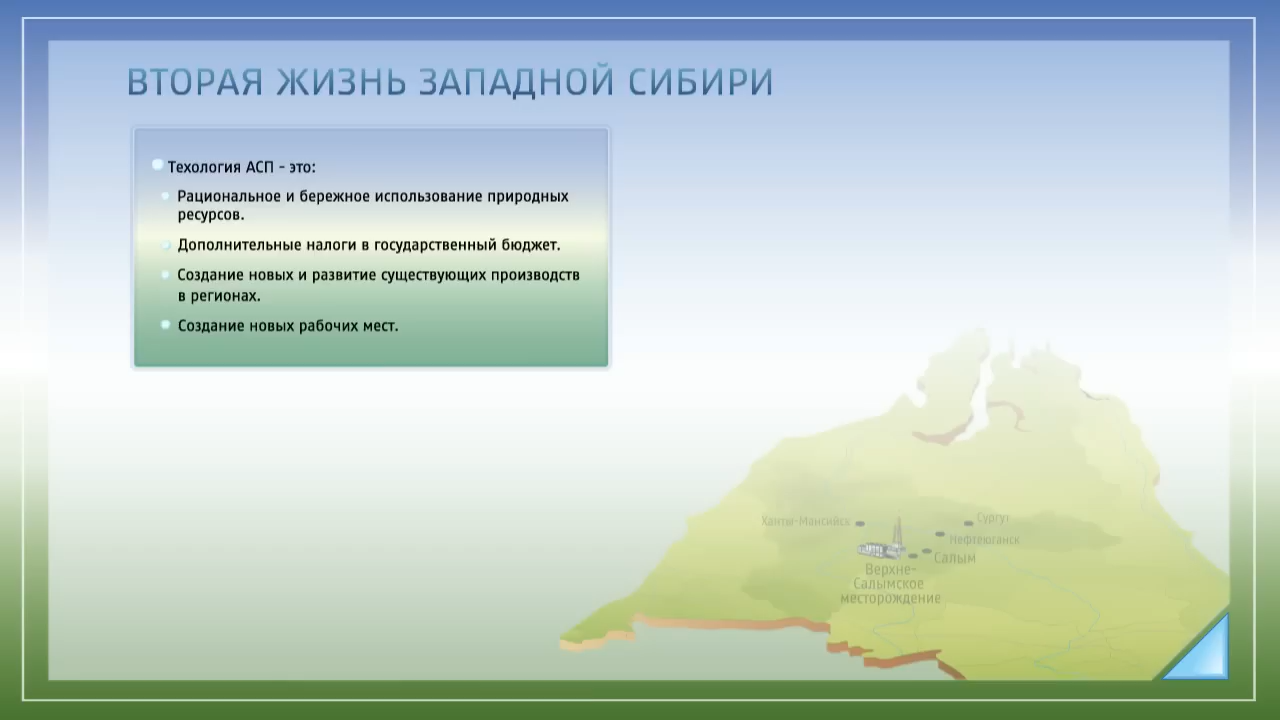 ВТОРАЯ ЖИЗНЬ ЗАПАДНОЙ СИБИРИ
Техология АСП - это:
Рациональное и бережное использование природных
ресурсов.
Дополнительные налоги в государственный бюджет.
Создание новых и развитие существующих производств
в регионах.
Создание новых рабочих мест.
Ханты-Мансийск
Сургут
Нефтеюганск
Салым
Верхне-
Салымское
месторождение